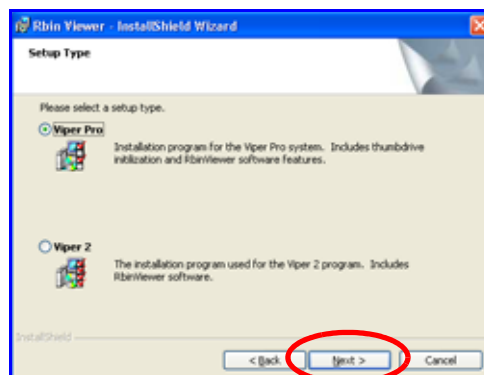 Rbin Viewer - InstallShield Wizard
Setup Type
Please select a setup type.
Viper Pro
Installation program for the Viper Pro system. Includes thumbdrive
initilization and RbinViewer software features.
Viper 2
The installation program used for the Viper 2 program. Includes
RbinViewer software.
InstallShield
< Back
Next >
Cancel